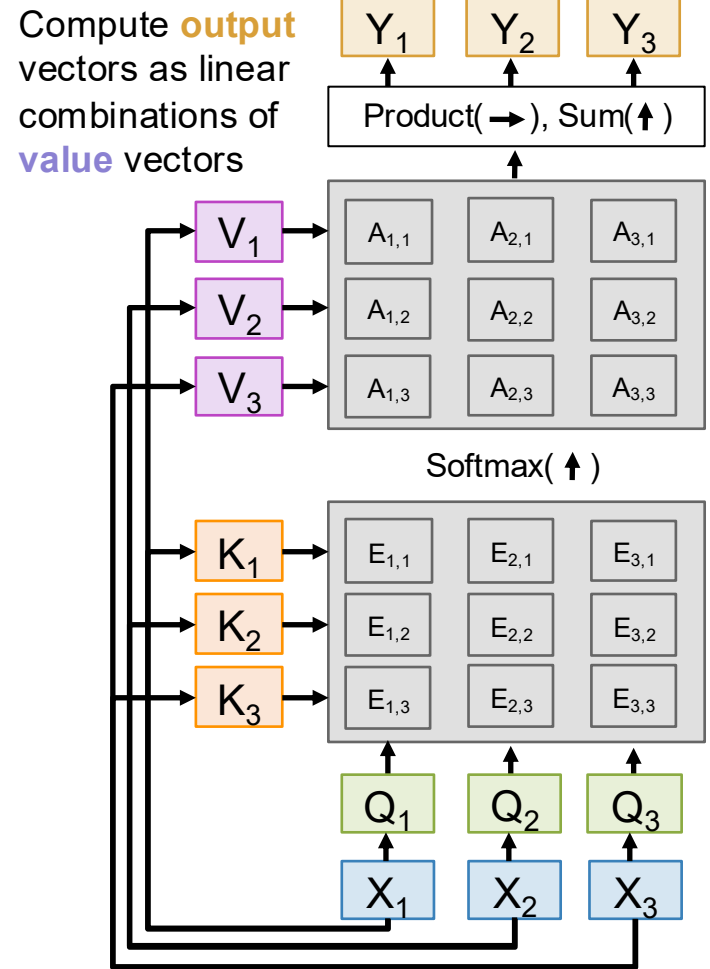 Compute output
vectors as linear
combinations of
value vectors
Y1 Y2 Y3
Product(→), Sum(↑)
V1 A1,1 A2,1 A3,1
V2 A1,2 A2,2 A3,2
V3 A1,3 A2,3 A3,3
Softmax(↑)
K1 E1,1 E2,1 E3,1
K2 E1,2 E2,2 E3,2
K3 E1,3 E2,3 E3,3
Q1 Q2 Q3
X1 X2 X3